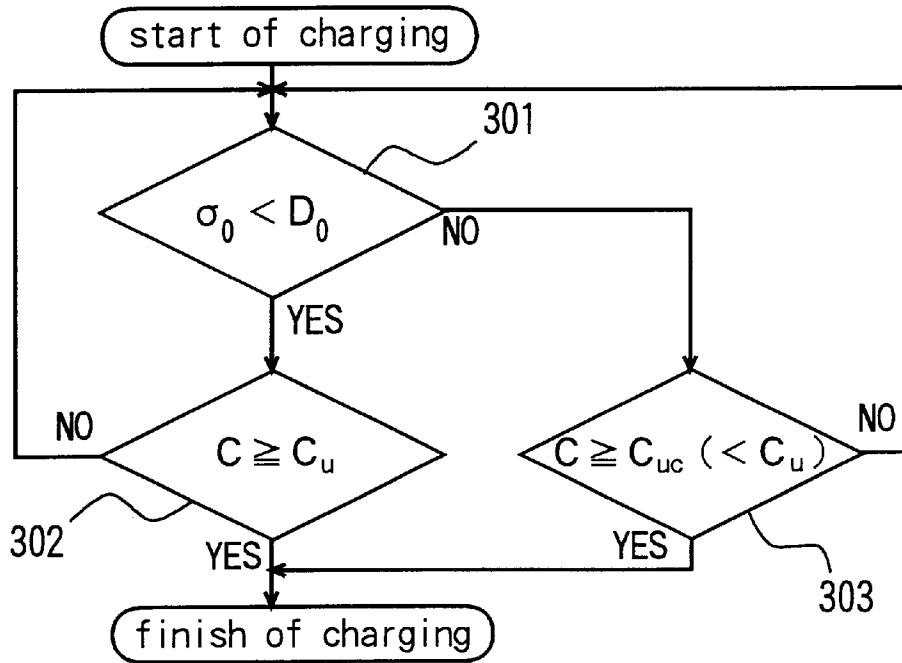 start of charging
301
σ₀ < D₀
NO
YES
NO
C ≧ Cᵤ
NO
C ≧ C_uc (< Cᵤ)
302
YES
YES
303
finish of charging